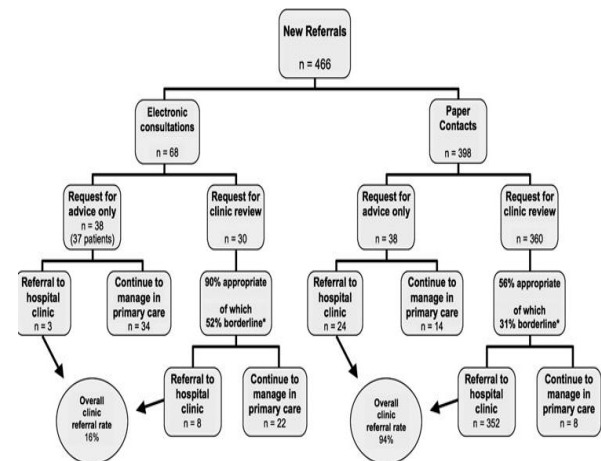 New Referrals
n = 466
Electronic
consultations
n = 68
Paper
Contacts
n = 398
Request for
advice only
n = 38
(37 patients)
Request for
clinic review
n = 30
Request for
advice only
n = 38
Request for
clinic review
n = 360
Referral to
hospital
clinic
n = 3
Continue to
manage in
primary care
n = 34
90% appropriate
of which
52% borderline*
Referral to
hospital
clinic
n = 24
Continue to
manage in
primary care
n = 14
56% appropriate
of which
31% borderline*
Overall
clinic
referral rate
16%
Referral to
hospital
clinic
n = 8
Continue to
manage in
primary care
n = 22
Overall
clinic
referral rate
94%
Referral to
hospital
clinic
n = 352
Continue to
manage in
primary care
n = 8